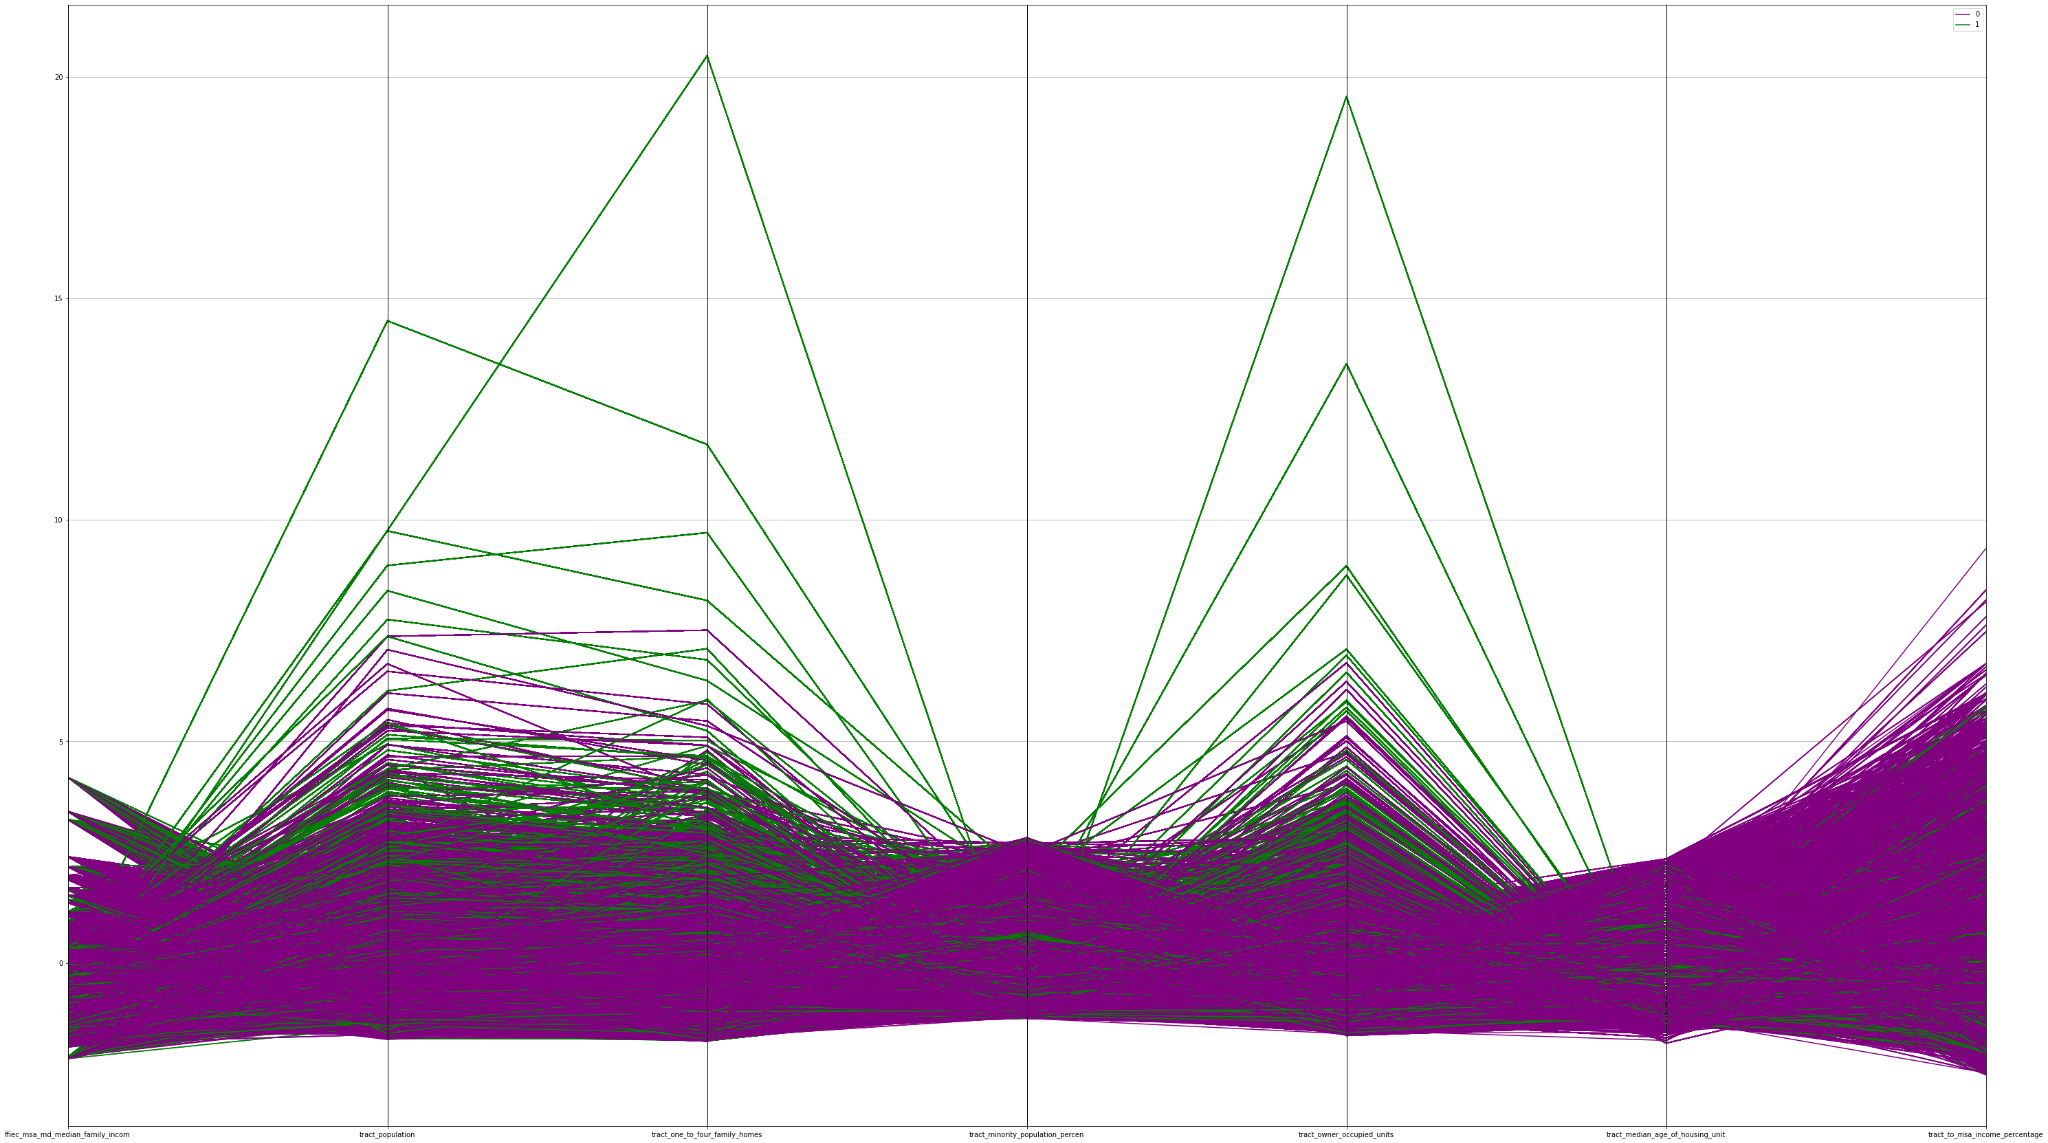 0
1
20
15
10
5
0
ffiec_msa_md_median_family_incom
tract_population
tract_one_to_four_family_homes
tract_minority_population_percen
tract_owner_occupied_units
tract_median_age_of_housing_unit
tract_to_msa_income_percentage